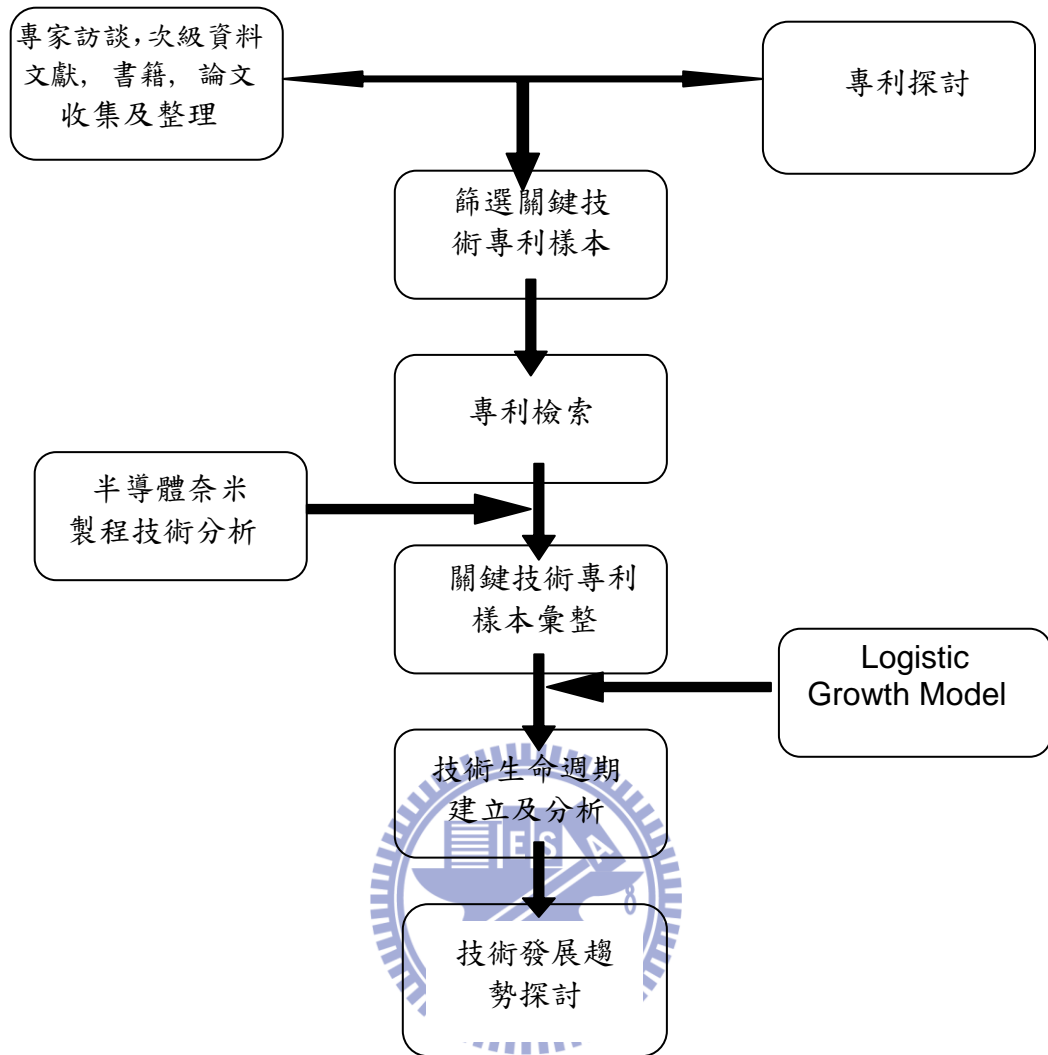 專家訪談,次級資料
文獻, 書籍, 論文
收集及整理
專利探討
篩選關鍵技
術專利樣本
專利檢索
半導體奈米
製程技術分析
關鍵技術專利
樣本彙整
Logistic
Growth Model
技術生命週期
建立及分析
E S A
技術發展趨
勢探討